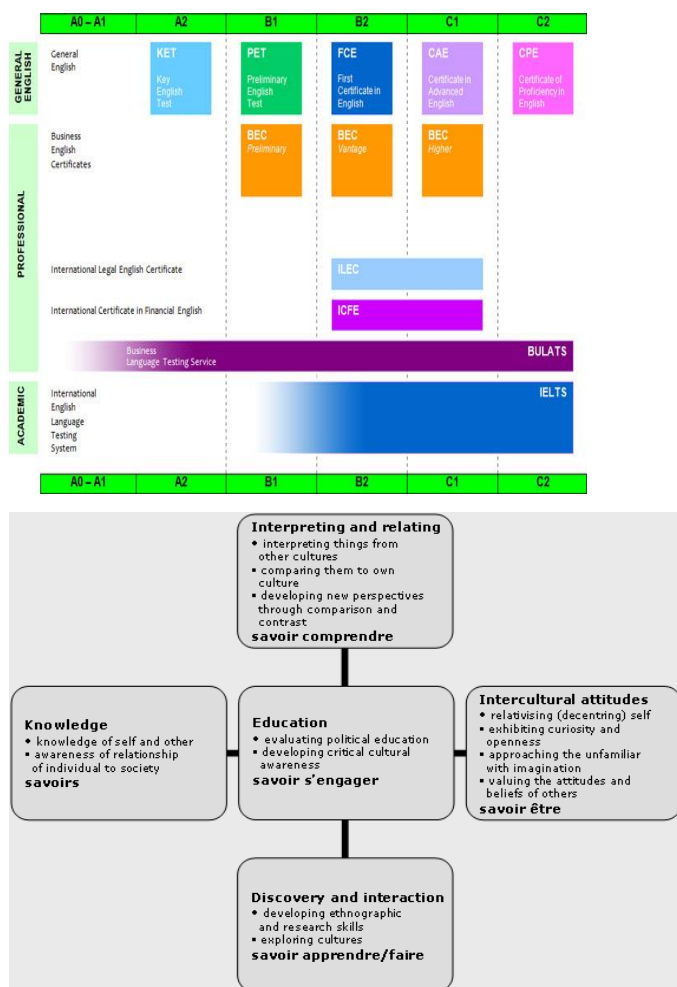 A0 – A1 A2 B1 B2 C1 C2
GENERAL
ENGLISH
General
English
KET
Key
English
Test
PET
Preliminary
English
Test
FCE
First
Certificate in
English
CAE
Certificate in
Advanced
English
CPE
Certificate of
Proficiency in
English
PROFESSIONAL
Business
English
Certificates
BEC
Preliminary
BEC
Vantage
BEC
Higher
International Legal English Certificate
ILEC
International Certificate in Financial English
ICFE
Business
Language Testing Service
BULATS
ACADEMIC
International
English
Language
Testing
System
IELTS
A0 – A1 A2 B1 B2 C1 C2
Interpreting and relating
• interpreting things from
other cultures
• comparing them to own
culture
• developing new perspectives
through comparison and
contrast
savoir comprendre
Knowledge
• knowledge of self and other
• awareness of relationship
of individual to society
savoirs
Education
• evaluating political education
• developing critical cultural
awareness
savoir s'engager
Intercultural attitudes
• relativising (decentring) self
• exhibiting curiosity and
openness
• approaching the unfamiliar
with imagination
• valuing the attitudes and
beliefs of others
savoir être
Discovery and interaction
• developing ethnographic
and research skills
• exploring cultures
savoir apprendre/faire